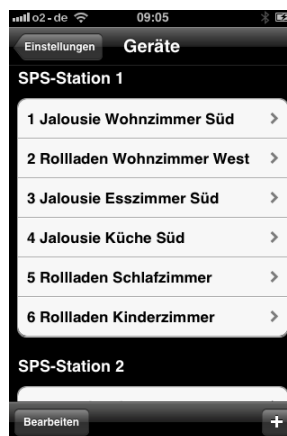 o2-de 09:05
Einstellungen Geräte
SPS-Station 1
1 Jalousie Wohnzimmer Süd
2 Rollladen Wohnzimmer West
3 Jalousie Esszimmer Süd
4 Jalousie Küche Süd
5 Rollladen Schlafzimmer
6 Rollladen Kinderzimmer
SPS-Station 2
Bearbeiten +